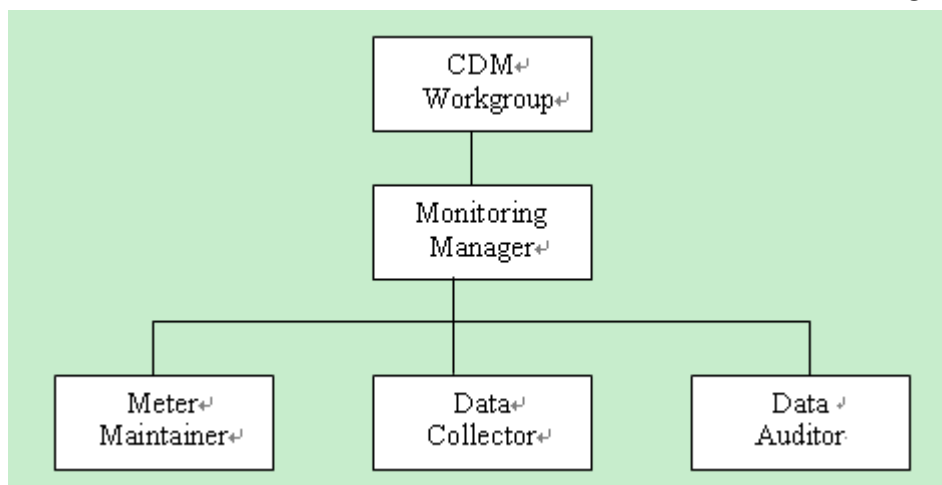 CDM
Workgroup
Monitoring
Manager
Meter
Maintainer
Data
Collector
Data
Auditor